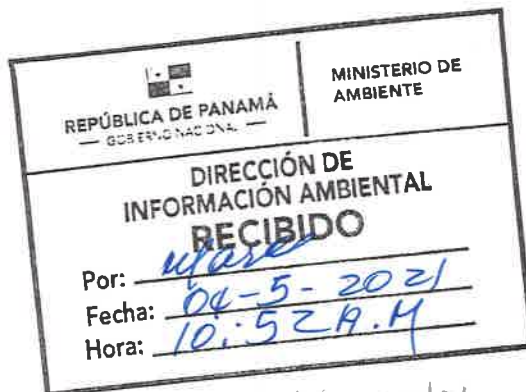 REPÚBLICA DE PANAMÁ
— GOBIERNO NACIONAL —
MINISTERIO DE
AMBIENTE
DIRECCIÓN DE
INFORMACIÓN AMBIENTAL
RECIBIDO
Por:
Fecha: 04-5-2021
Hora: 10:52 A.M